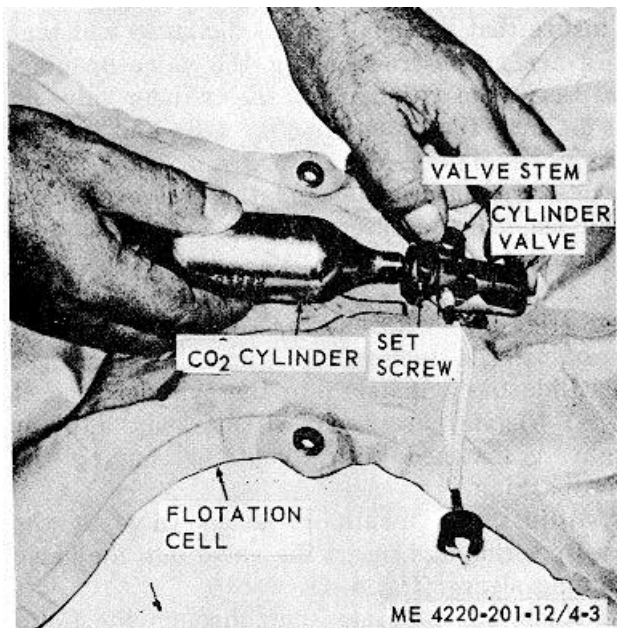 VALVE STEM
CYLINDER
VALVE
CO2 CYLINDER
SET
SCREW
FLOTATION
CELL
ME 4220-201-12/4-3